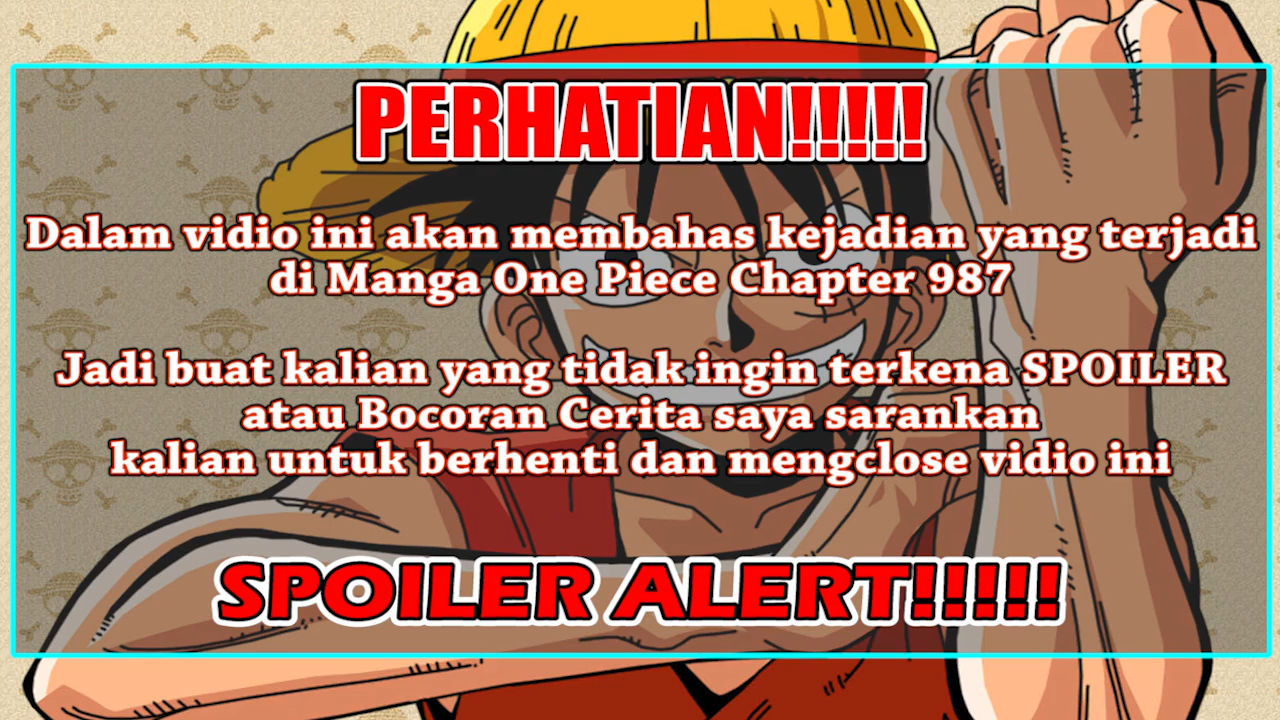 PERHATIAN!!!!!
Dalam vidio ini akan membahas kejadian yang terjadi
di Manga One Piece Chapter 987
Jadi buat kalian yang tidak ingin terkena SPOILER
atau Bocoran Cerita saya sarankan
kalian untuk berhenti dan mengclose vidio ini
SPOILER ALERT!!!!!